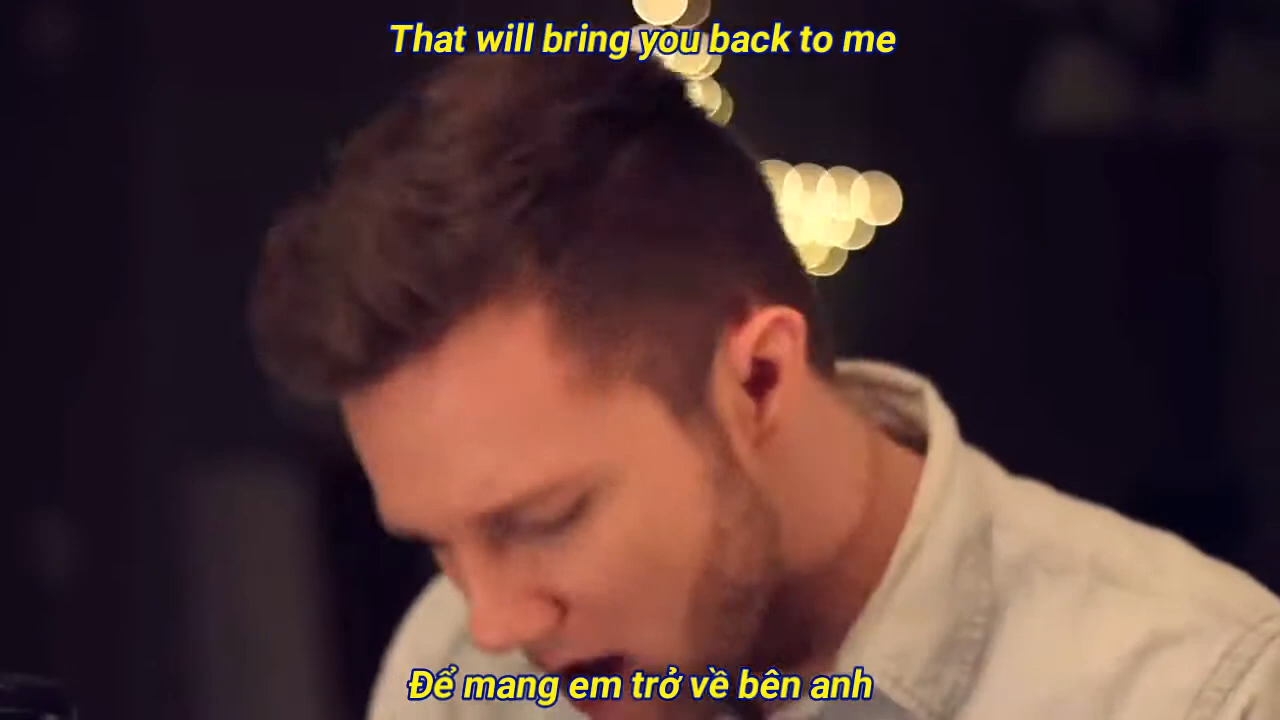 That will bring you back to me
Để mang em trở về bên anh